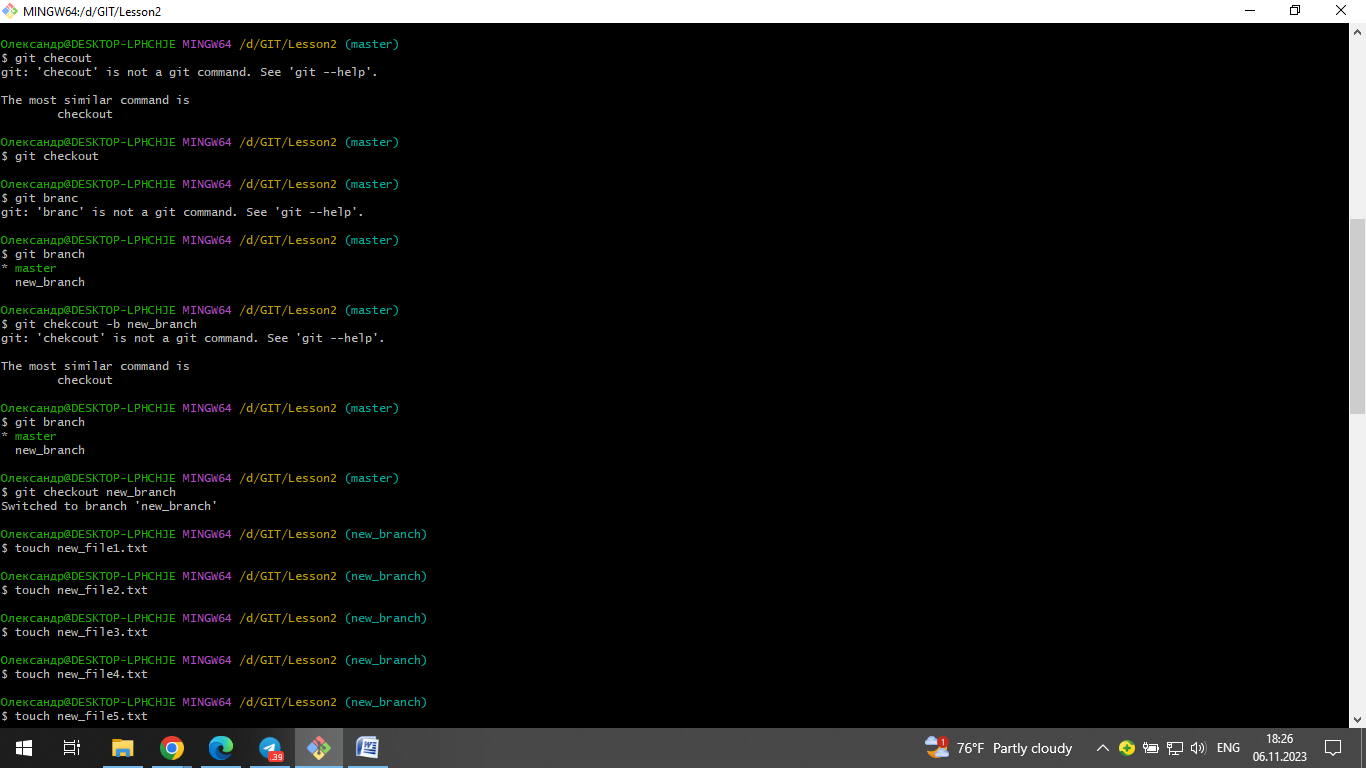 MINGW64:/d/GIT/Lesson2
Олександр@DESKTOP-LPHCHJE MINGW64 /d/GIT/Lesson2 (master)
$ git checout
git: 'checout' is not a git command. See 'git --help'.
The most similar command is
checkout
Олександр@DESKTOP-LPHCHJE MINGW64 /d/GIT/Lesson2 (master)
$ git checkout
Олександр@DESKTOP-LPHCHJE MINGW64 /d/GIT/Lesson2 (master)
$ git branc
git: 'branc' is not a git command. See 'git --help'.
Олександр@DESKTOP-LPHCHJE MINGW64 /d/GIT/Lesson2 (master)
$ git branch
* master
new_branch
Олександр@DESKTOP-LPHCHJE MINGW64 /d/GIT/Lesson2 (master)
$ git chekcout -b new_branch
git: 'chekcout' is not a git command. See 'git --help'.
The most similar command is
checkout
Олександр@DESKTOP-LPHCHJE MINGW64 /d/GIT/Lesson2 (master)
$ git branch
* master
new_branch
Олександр@DESKTOP-LPHCHJE MINGW64 /d/GIT/Lesson2 (master)
$ git checkout new_branch
Switched to branch 'new_branch'
Олександр@DESKTOP-LPHCHJE MINGW64 /d/GIT/Lesson2 (new_branch)
$ touch new_file1.txt
Олександр@DESKTOP-LPHCHJE MINGW64 /d/GIT/Lesson2 (new_branch)
$ touch new_file2.txt
Олександр@DESKTOP-LPHCHJE MINGW64 /d/GIT/Lesson2 (new_branch)
$ touch new_file3.txt
Олександр@DESKTOP-LPHCHJE MINGW64 /d/GIT/Lesson2 (new_branch)
$ touch new_file4.txt
Олександр@DESKTOP-LPHCHJE MINGW64 /d/GIT/Lesson2 (new_branch)
$ touch new_file5.txt
.39
W
1
76°F Partly cloudy
ENG
18:26
06.11.2023